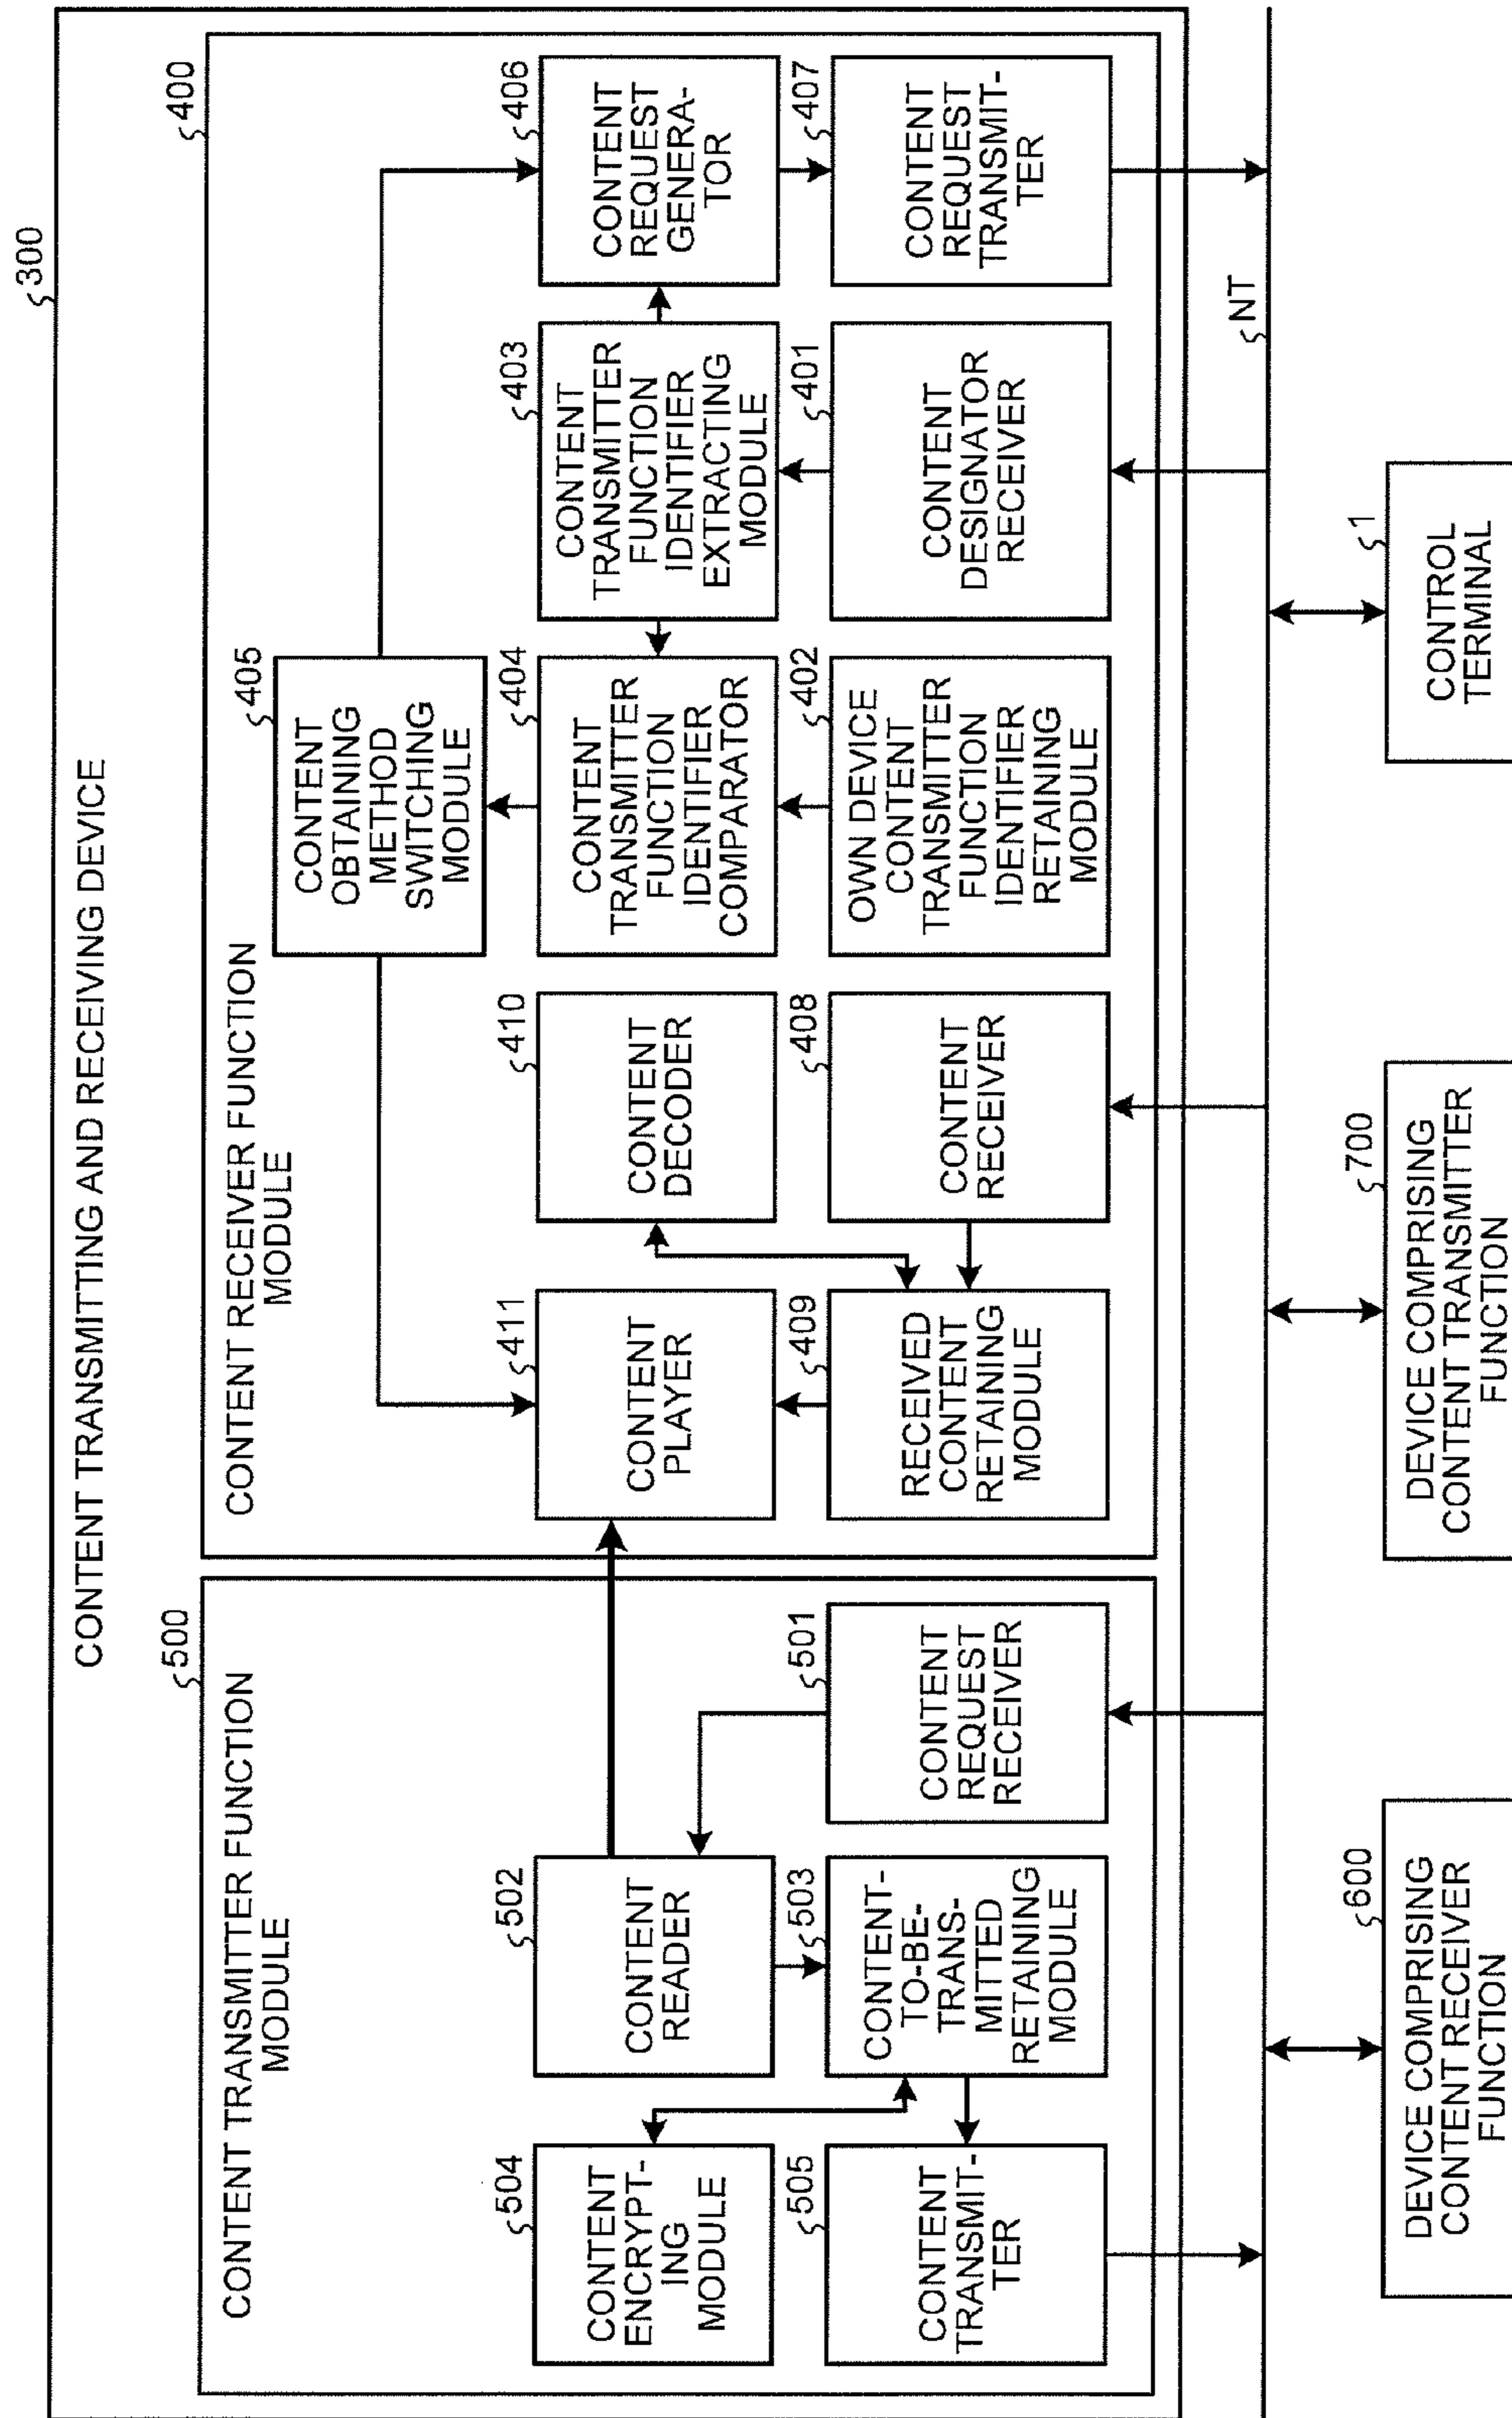 CONTENT TRANSMITTING AND RECEIVING DEVICE
300
CONTENT TRANSMITTER FUNCTION
MODULE
500
CONTENT
ENCRYPT-
ING
MODULE
504
CONTENT
READER
502
CONTENT
TRANSMIT-
TER
505
CONTENT-
TO-BE-
TRANS-
MITTED
RETAINING
MODULE
503
CONTENT
REQUEST
RECEIVER
501
CONTENT RECEIVER FUNCTION
MODULE
400
CONTENT
OBTAINING
METHOD
SWITCHING
MODULE
405
CONTENT
PLAYER
411
CONTENT
DECODER
410
CONTENT
TRANSMITTER
FUNCTION
IDENTIFIER
COMPARATOR
404
CONTENT
TRANSMITTER
FUNCTION
IDENTIFIER
EXTRACTING
MODULE
403
CONTENT
REQUEST
GENERA-
TOR
406
RECEIVED
CONTENT
RETAINING
MODULE
409
CONTENT
RECEIVER
408
OWN DEVICE
CONTENT
TRANSMITTER
FUNCTION
IDENTIFIER
RETAINING
MODULE
402
CONTENT
DESIGNATOR
RECEIVER
401
CONTENT
REQUEST
TRANSMIT-
TER
407
NT
DEVICE COMPRISING
CONTENT RECEIVER
FUNCTION
600
DEVICE COMPRISING
CONTENT TRANSMITTER
FUNCTION
700
CONTROL
TERMINAL
1